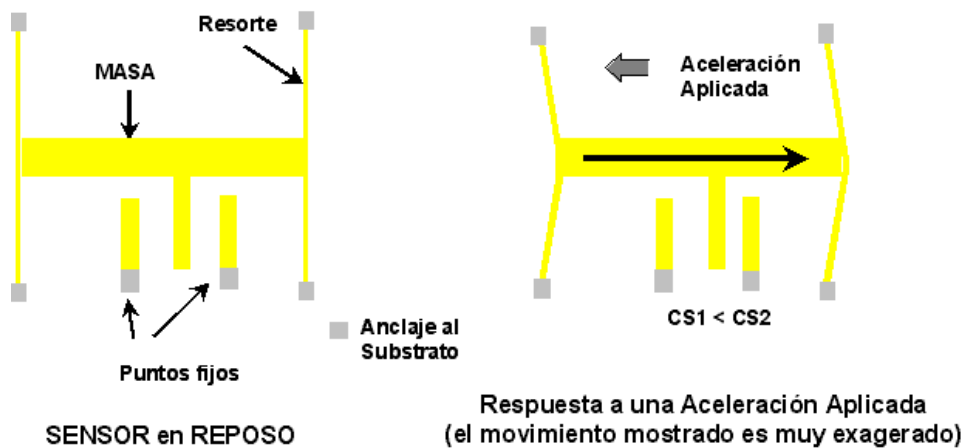 Resorte
MASA
Aceleración
Aplicada
CS1 < CS2
Anclaje al
Substrato
Puntos fijos
SENSOR en REPOSO
Respuesta a una Aceleración Aplicada
(el movimiento mostrado es muy exagerado)